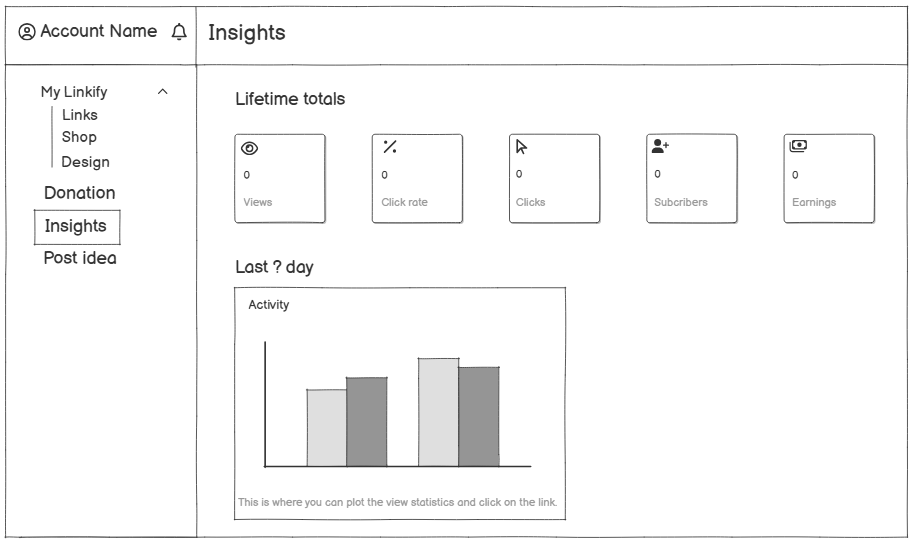 Account Name
Insights
My Linkify
Links
Shop
Design
Donation
Insights
Post idea
Lifetime totals
0
Views
0
Click rate
0
Clicks
0
Subcribers
0
Earnings
Last ? day
Activity
This is where you can plot the view statistics and click on the link.